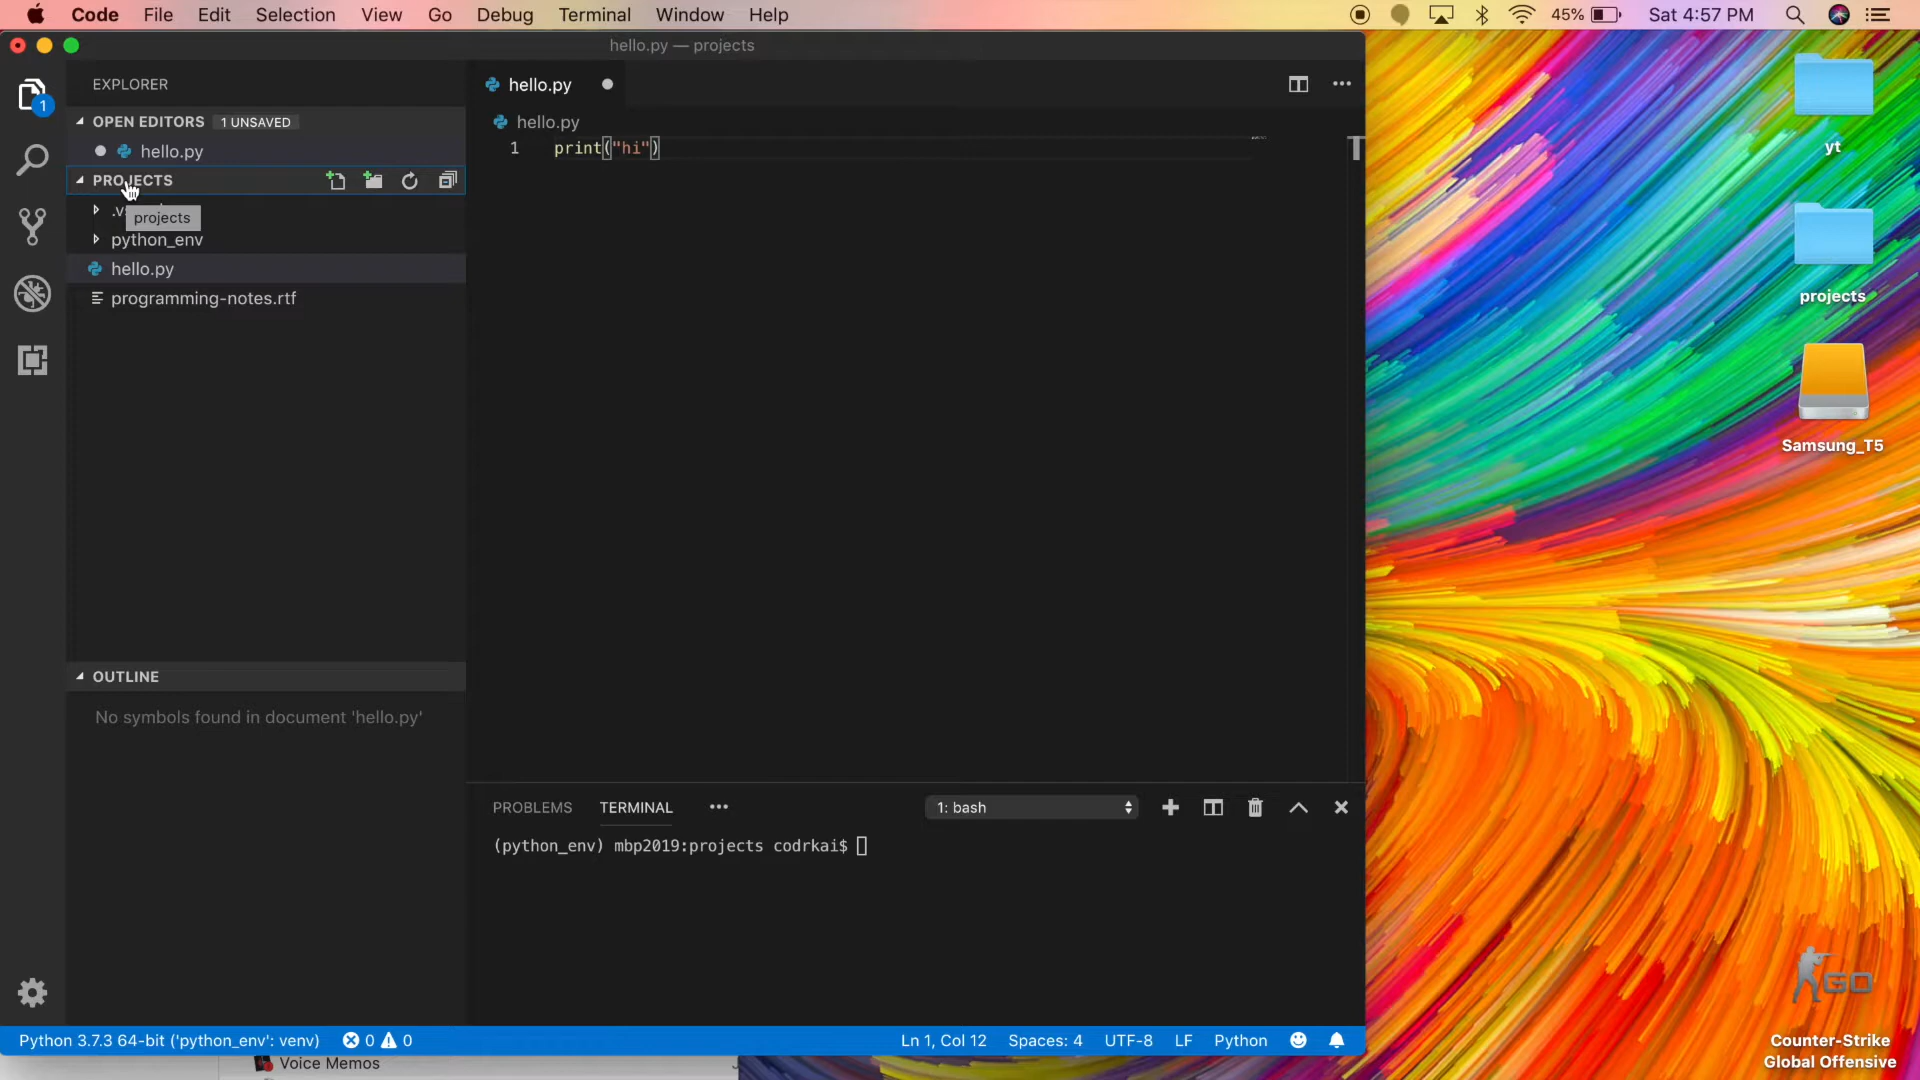 Code File Edit Selection View Go Debug Terminal Window Help
45% Sat 4:57 PM
hello.py — projects
EXPLORER
1
OPEN EDITORS 1 UNSAVED
hello.py
PROJECTS
projects
python_env
hello.py
programming-notes.rtf
OUTLINE
No symbols found in document 'hello.py'
hello.py
hello.py
1 print("hi")
PROBLEMS TERMINAL 1: bash
(python_env) mbp2019:projects codrkai$
Python 3.7.3 64-bit ('python_env': venv) 0 0 Ln 1, Col 12 Spaces: 4 UTF-8 LF Python
Voice Memos
yt
projects
Samsung_T5
GO
Counter-Strike
Global Offensive